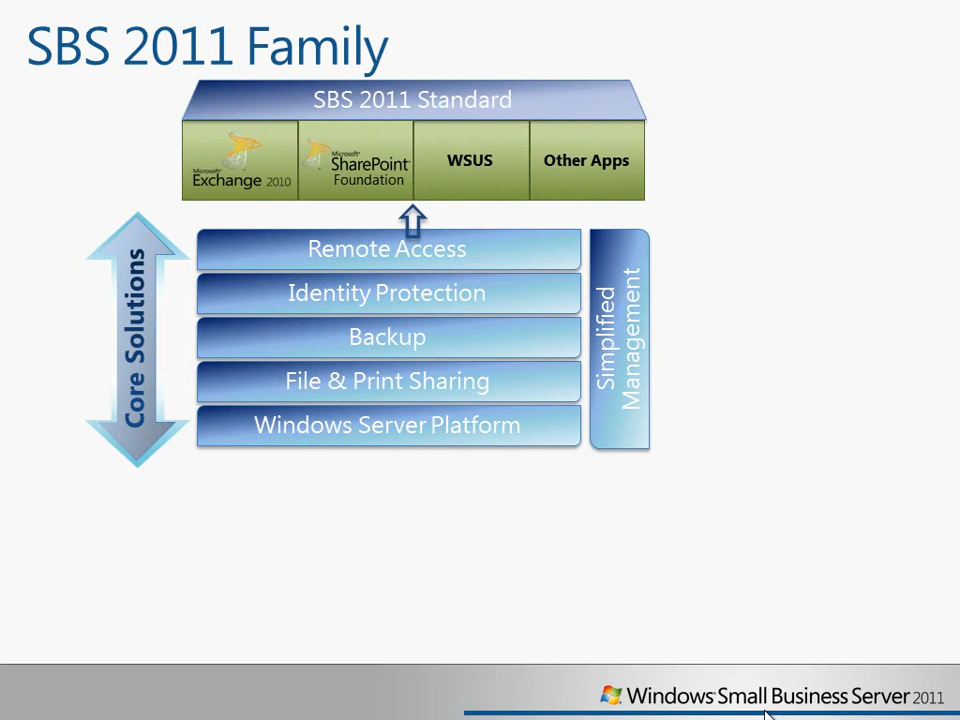 SBS 2011 Family
SBS 2011 Standard
Microsoft®
Exchange 2010
Microsoft®
SharePoint®
Foundation
WSUS
Other Apps
Core Solutions
Remote Access
Identity Protection
Backup
File & Print Sharing
Windows Server Platform
Simplified
Management
Windows Small Business Server 2011